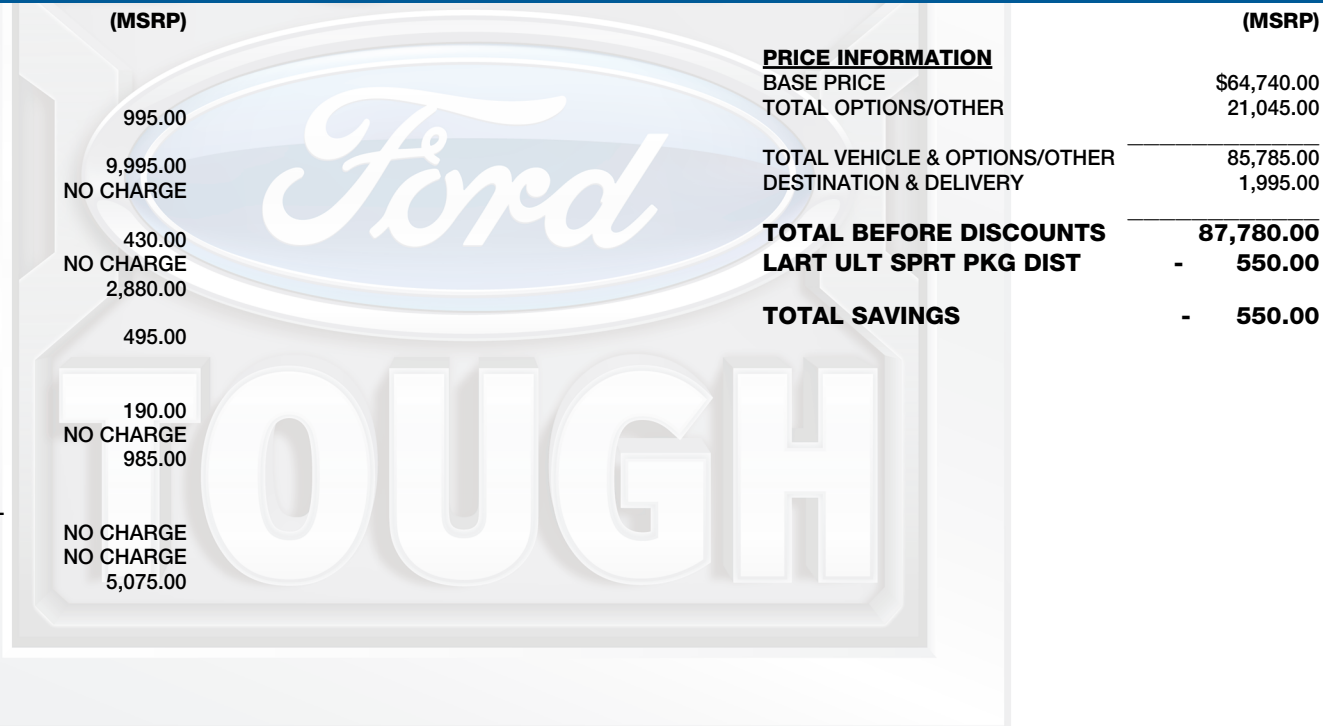 (MSRP)
995.00
9,995.00
NO CHARGE
430.00
NO CHARGE
2,880.00
495.00
190.00
NO CHARGE
985.00
NO CHARGE
NO CHARGE
5,075.00
(MSRP)
PRICE INFORMATION
BASE PRICE $64,740.00
TOTAL OPTIONS/OTHER 21,045.00
TOTAL VEHICLE & OPTIONS/OTHER 85,785.00
DESTINATION & DELIVERY 1,995.00
TOTAL BEFORE DISCOUNTS 87,780.00
LART ULT SPRT PKG DIST - 550.00
TOTAL SAVINGS - 550.00
Ford
TOUGH